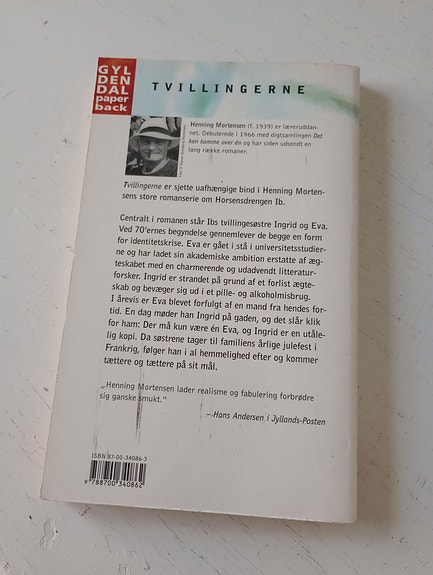 GYL
DEN
DAL
paper
back
TVILLINGERNE
Henning Mortensen (f. 1939) er læreruddan-
net. Debuterede i 1966 med digtsamlingen Det
kan komme over én og har siden udsendt en
lang række romaner.
Tvillingerne er sjette uafhængige bind i Henning Morten-
sens store romanserie om Horsensdrengen Ib.
Centralt i romanen står Ibs tvillingesøstre Ingrid og Eva.
Ved 70'ernes begyndelse gennemlever de begge en form
for identitetskrise. Eva er gået i stå i universitetsstudier-
ne og har ladet sin akademiske ambition erstatte af æg-
teskabet med en charmerende og udadvendt litteratur-
forsker. Ingrid er strandet på grund af et forlist ægte-
skab og bevæger sig ud i et pille- og alkoholmisbrug.
I årevis er Eva blevet forfulgt af en mand fra hendes for-
tid. En dag møder han Ingrid på gaden, og det slår klik
for ham: Der må kun være én Eva, og Ingrid er en utåle-
lig kopi. Da søstrene tager til familiens årlige julefest i
Frankrig, følger han i al hemmelighed efter og kommer
tættere og tættere på sit mål.
„Henning Mortensen lader realisme og fabulering forbrødre
sig ganske smukt."
– Hans Andersen i Jyllands-Posten
ISBN 87-00-34086-3
9 788700 340862